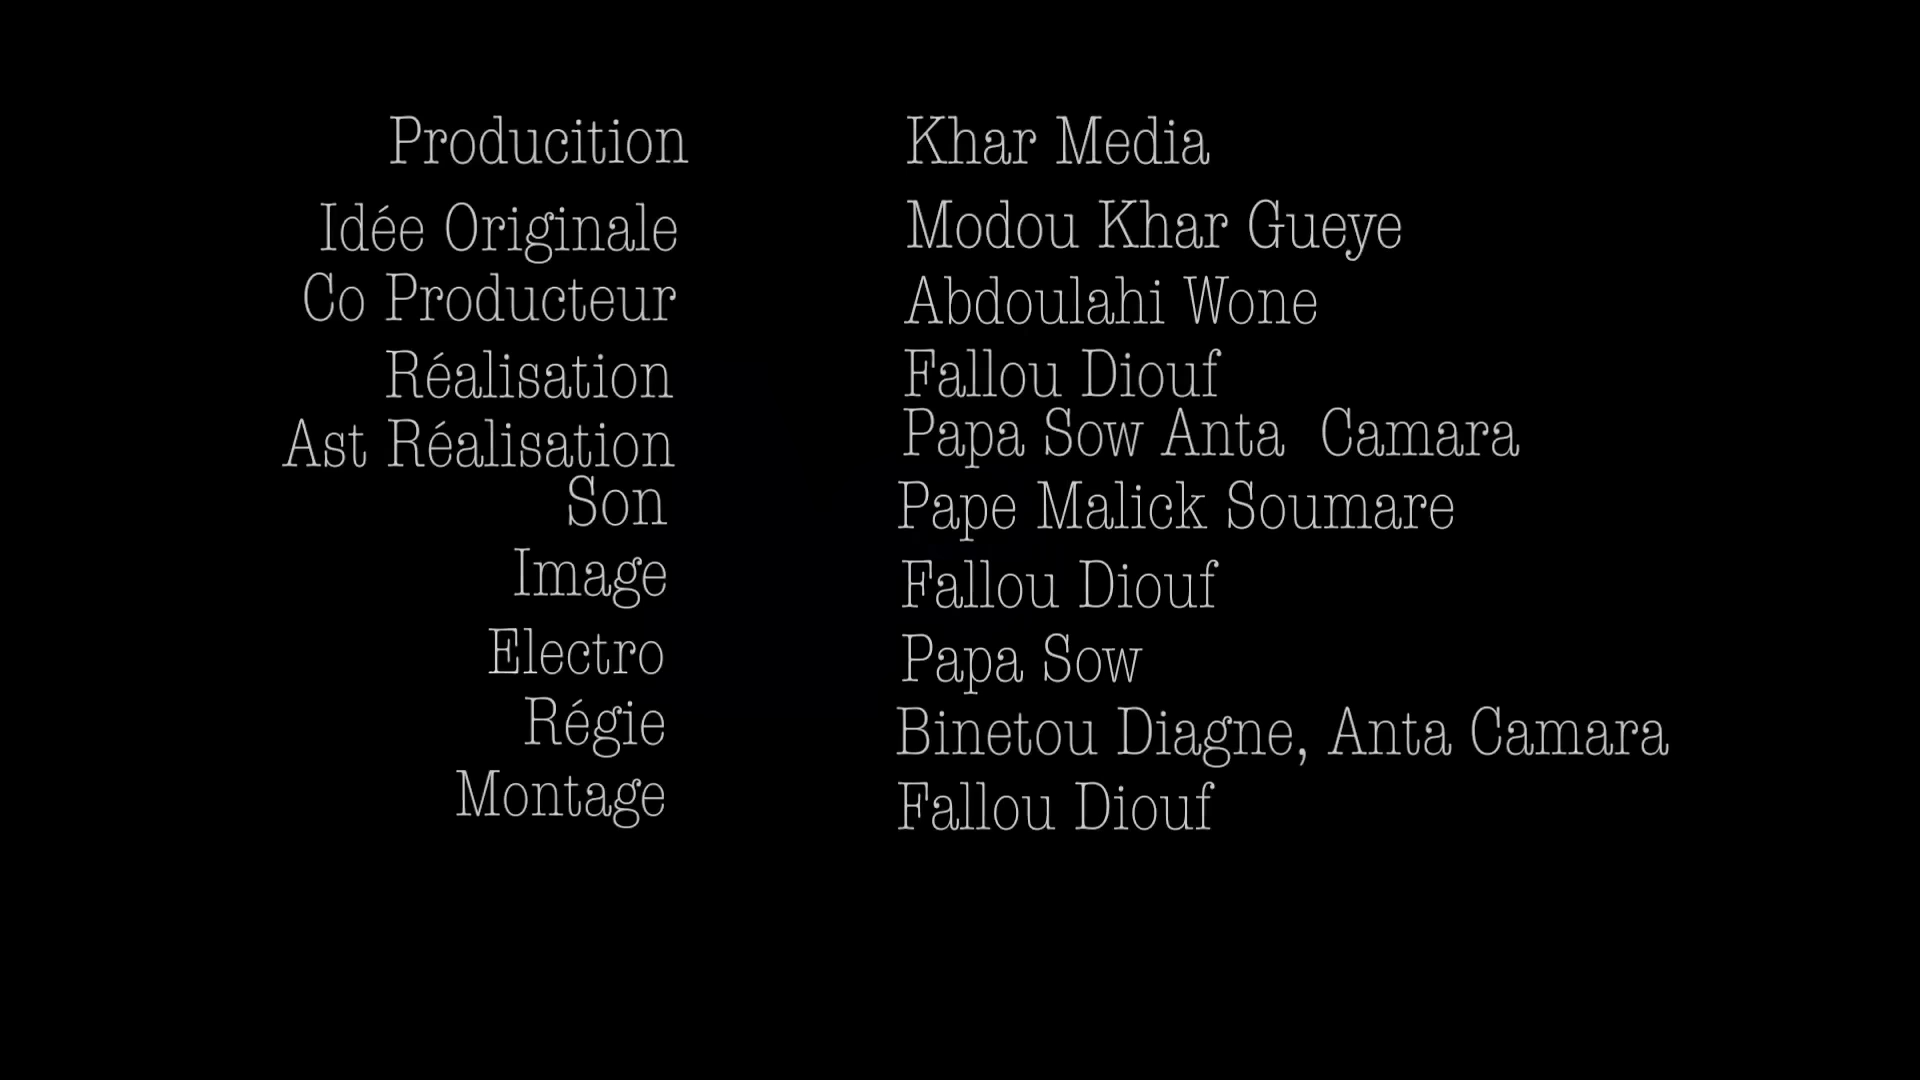 Producition Khar Media
Idée Originale Modou Khar Gueye
Co Producteur Abdoulahi Wone
Réalisation Fallou Diouf
Ast Réalisation Papa Sow Anta  Camara
Son Pape Malick Soumare
Image Fallou Diouf
Electro Papa Sow
Régie Binetou Diagne, Anta Camara
Montage Fallou Diouf